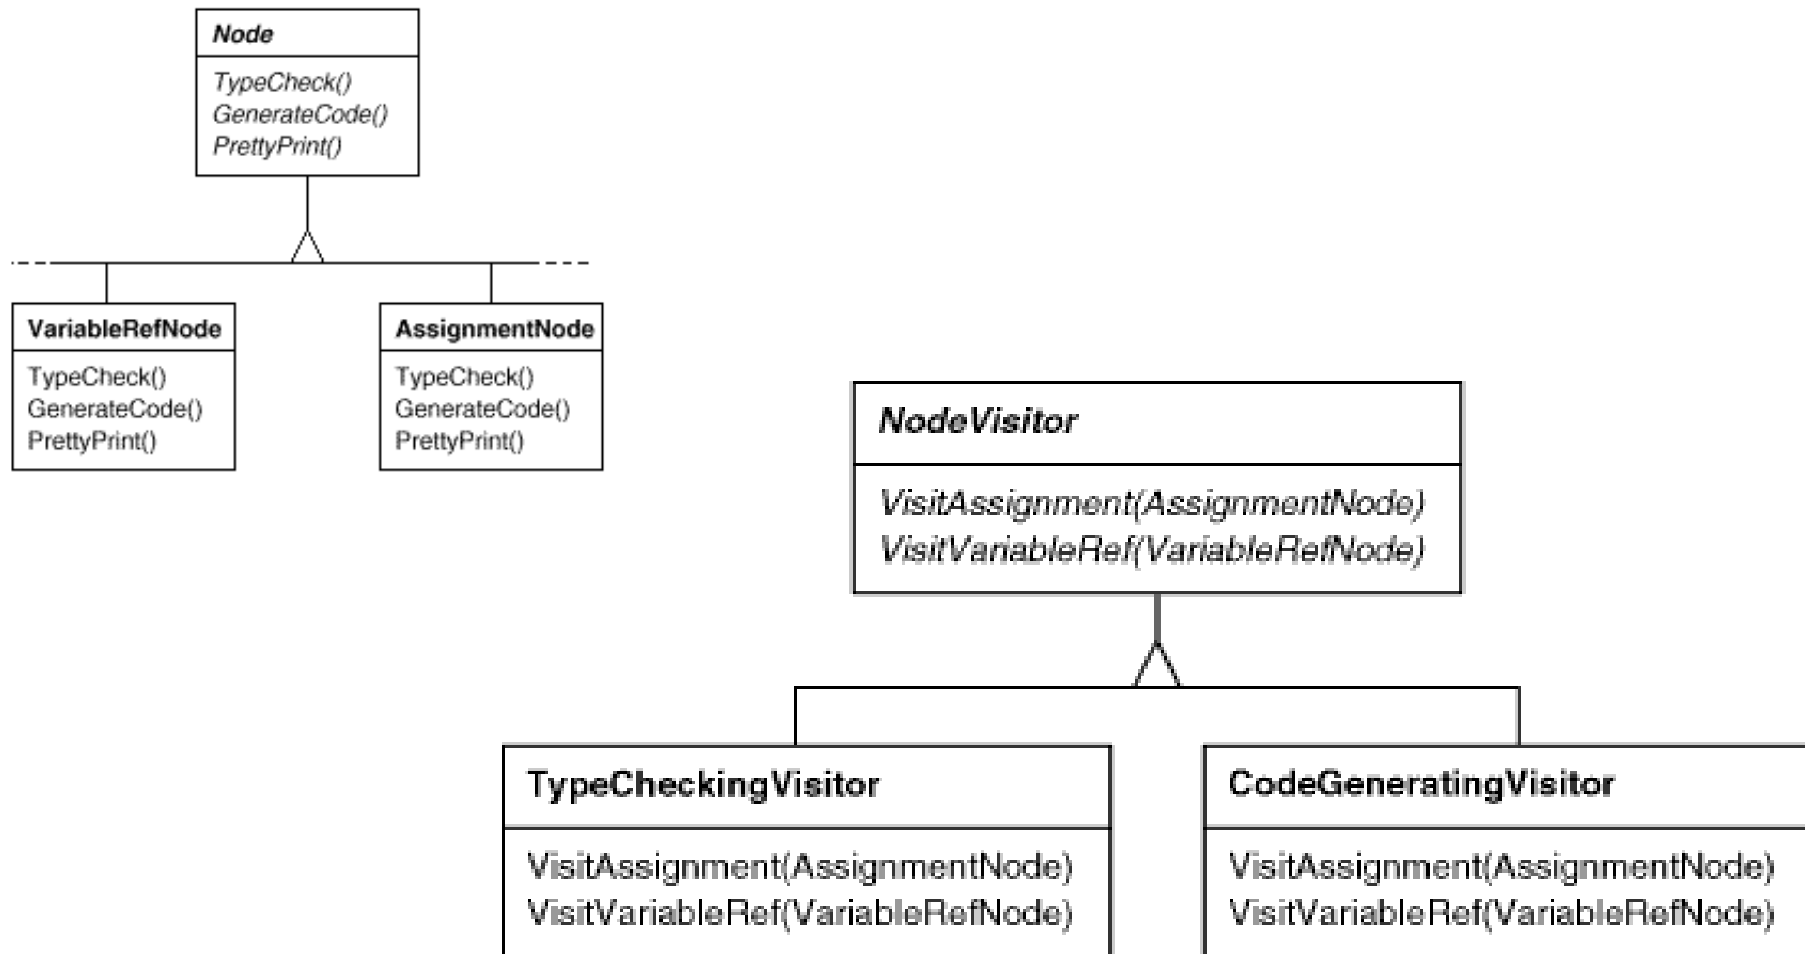 Node
TypeCheck()
GenerateCode()
PrettyPrint()
VariableRefNode
TypeCheck()
GenerateCode()
PrettyPrint()
AssignmentNode
TypeCheck()
GenerateCode()
PrettyPrint()
NodeVisitor
VisitAssignment(AssignmentNode)
VisitVariableRef(VariableRefNode)
TypeCheckingVisitor
VisitAssignment(AssignmentNode)
VisitVariableRef(VariableRefNode)
CodeGeneratingVisitor
VisitAssignment(AssignmentNode)
VisitVariableRef(VariableRefNode)